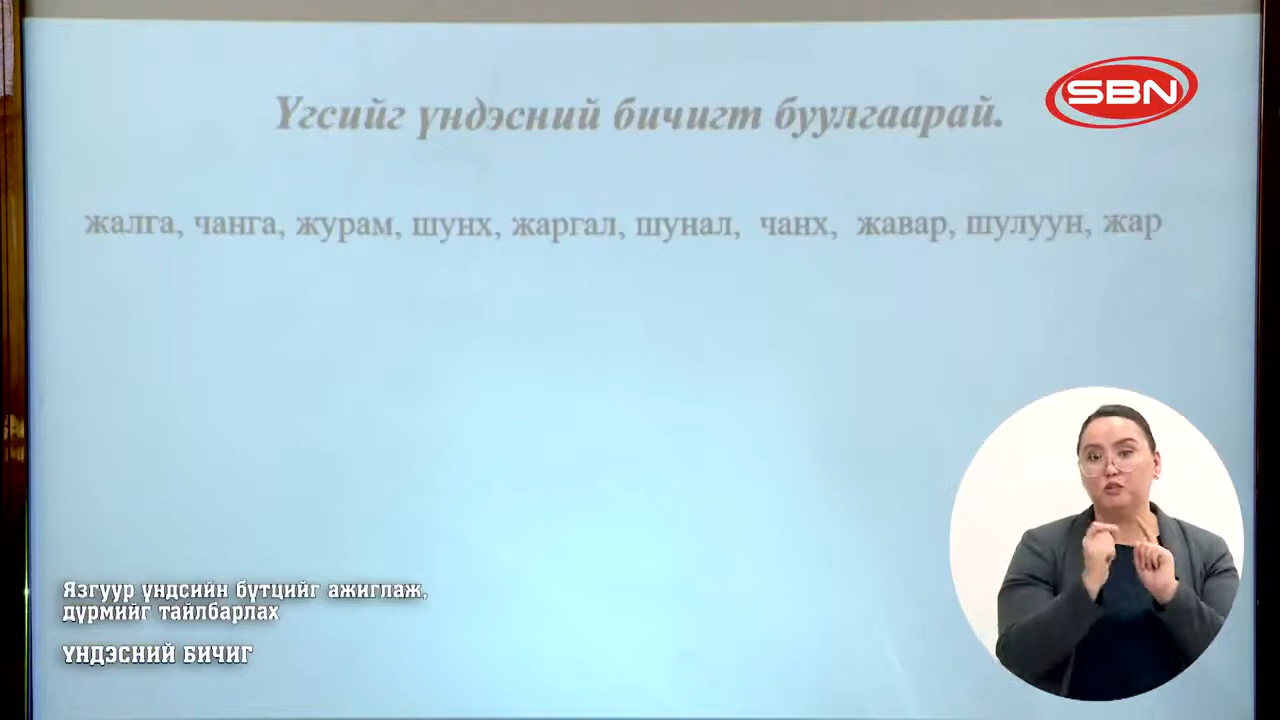 Үгсийг үндэсний бичигт буулгаарай.
SBN
жалга, чанга, журам, шунх, жаргал, шунал, чанх, жавар, шулуун, жар
Язгуур үндсийн бүтцийг ажиглаж,
дүрмийг тайлбарлах
ҮНДЭСНИЙ БИЧИГ